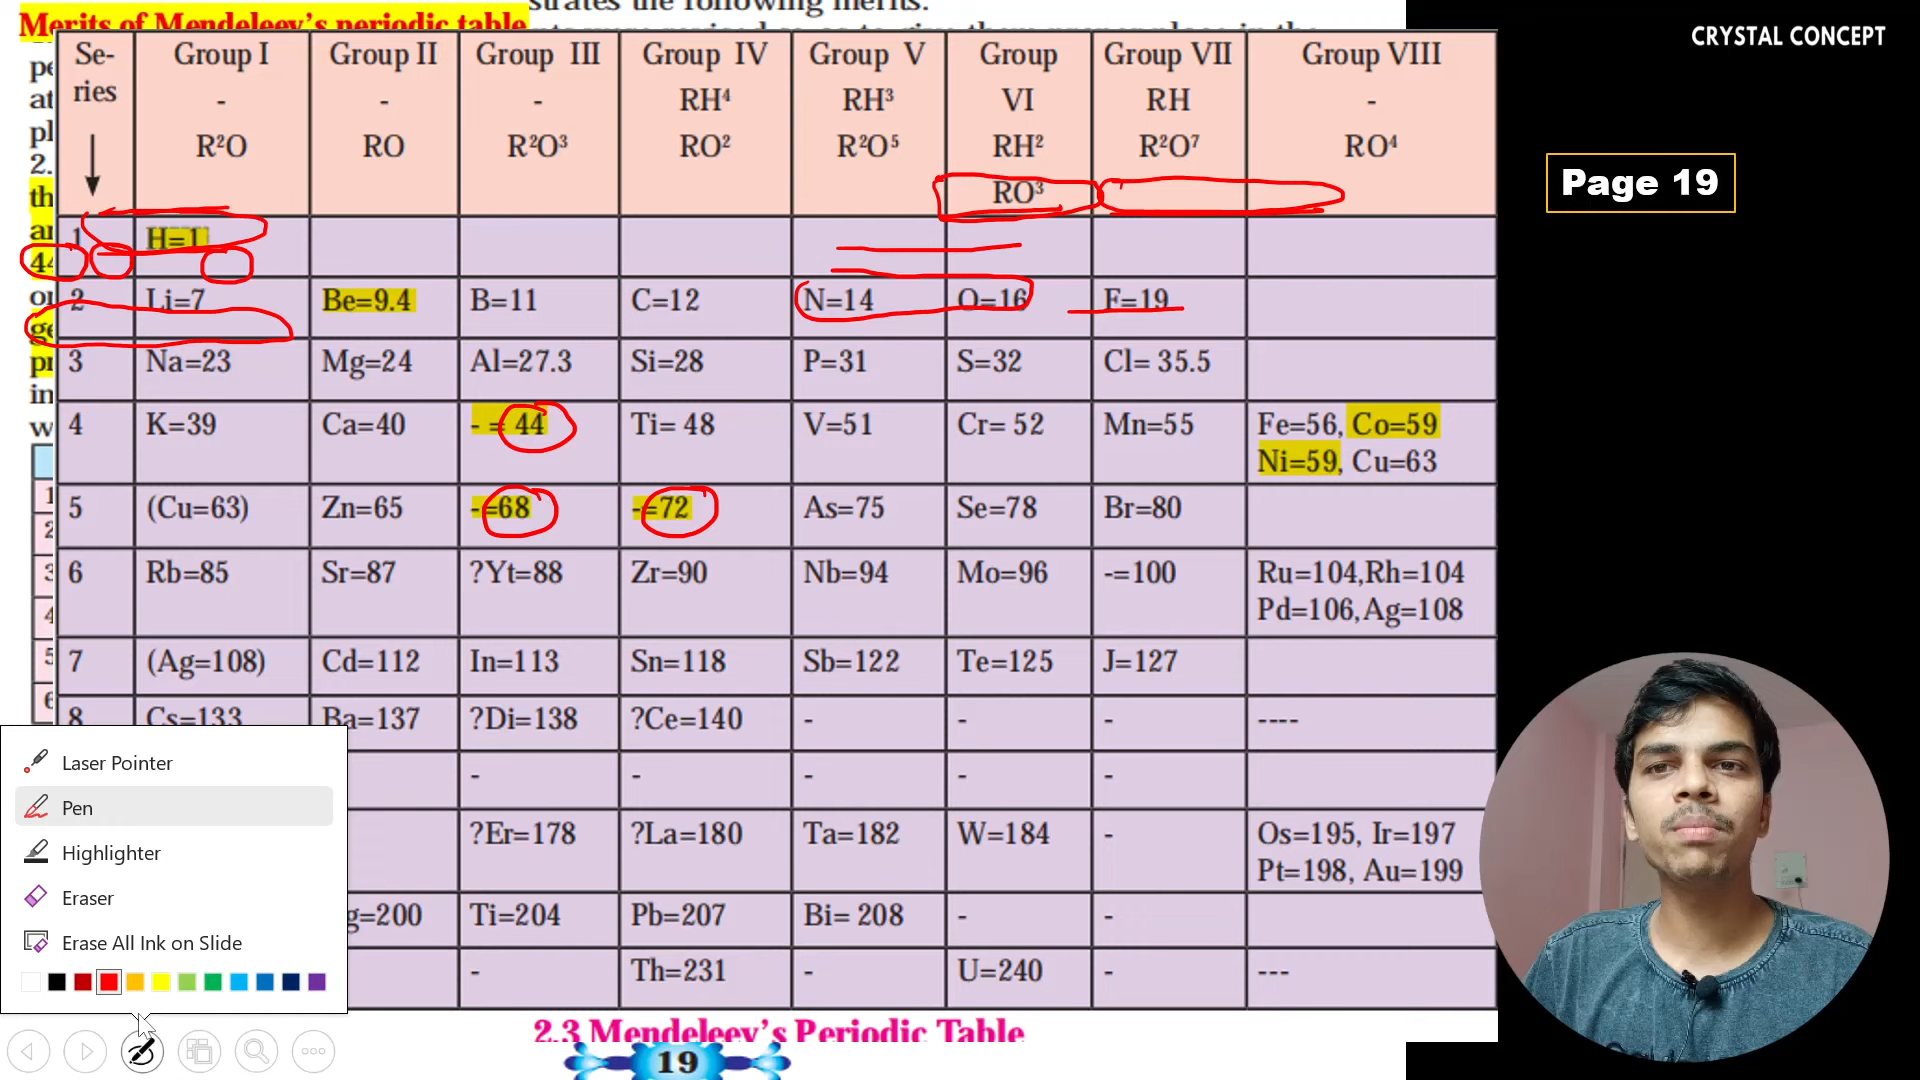 Merits of Mendeleev's periodic table
strates the following merits.
CRYSTAL CONCEPT
Page 19
Se-ries Group I Group II Group III Group IV Group V Group VI Group VII Group VIII
- - - RH⁴ RH³ RH² RH -
R²O RO R²O³ RO² R²O⁵ RO³ R²O⁷ RO⁴
1 H=1
2 Li=7 Be=9.4 B=11 C=12 N=14 O=16 F=19
3 Na=23 Mg=24 Al=27.3 Si=28 P=31 S=32 Cl= 35.5
4 K=39 Ca=40 - = 44 Ti= 48 V=51 Cr= 52 Mn=55 Fe=56, Co=59
Ni=59, Cu=63
5 (Cu=63) Zn=65 -=68 -=72 As=75 Se=78 Br=80
6 Rb=85 Sr=87 ?Yt=88 Zr=90 Nb=94 Mo=96 -=100 Ru=104,Rh=104
Pd=106,Ag=108
7 (Ag=108) Cd=112 In=113 Sn=118 Sb=122 Te=125 J=127
8 Cs=133 Ba=137 ?Di=138 ?Ce=140 - - - ----
- - - - -
?Er=178 ?La=180 Ta=182 W=184 - Os=195, Ir=197
Pt=198, Au=199
g=200 Ti=204 Pb=207 Bi= 208 - -
- Th=231 - U=240 - ---
2.3 Mendeleev's Periodic Table
19
Laser Pointer
Pen
Highlighter
Eraser
Erase All Ink on Slide